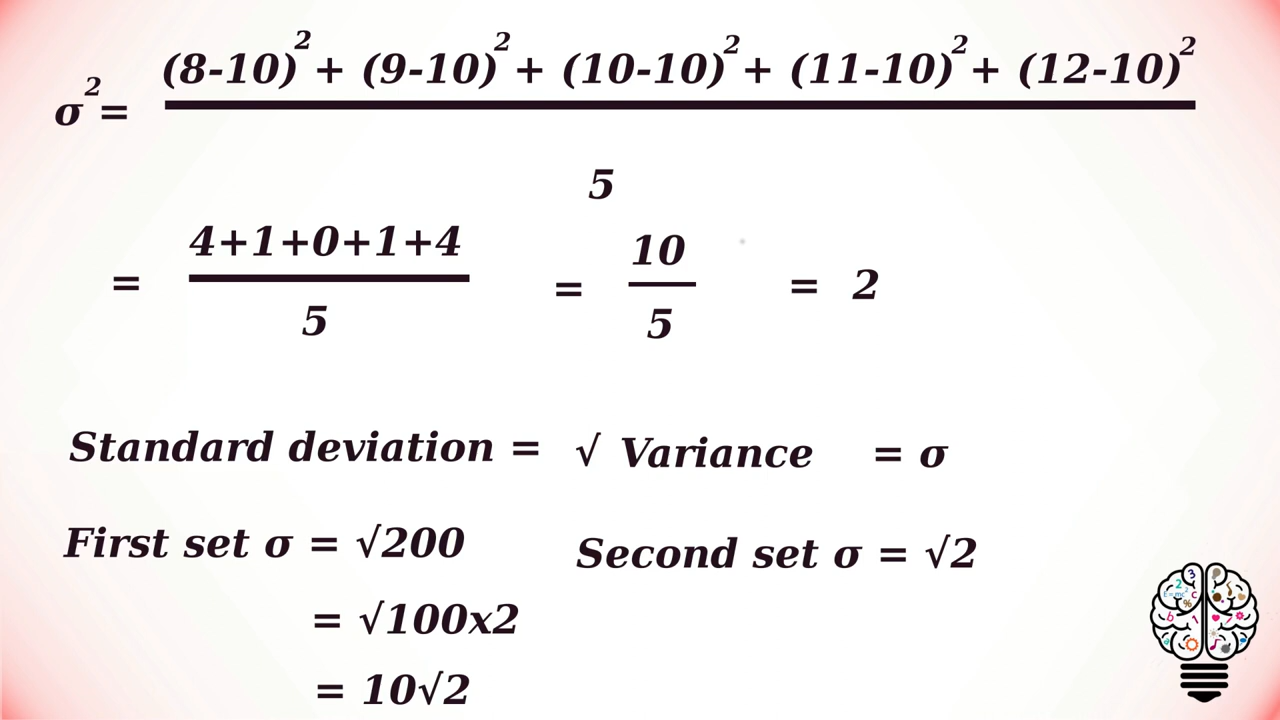 σ² = (8-10)² + (9-10)² + (10-10)² + (11-10)² + (12-10)²
5
= 4+1+0+1+4 / 5 = 10 / 5 = 2
Standard deviation = √ Variance = σ
First set σ = √200 Second set σ = √2
= √100x2
= 10√2